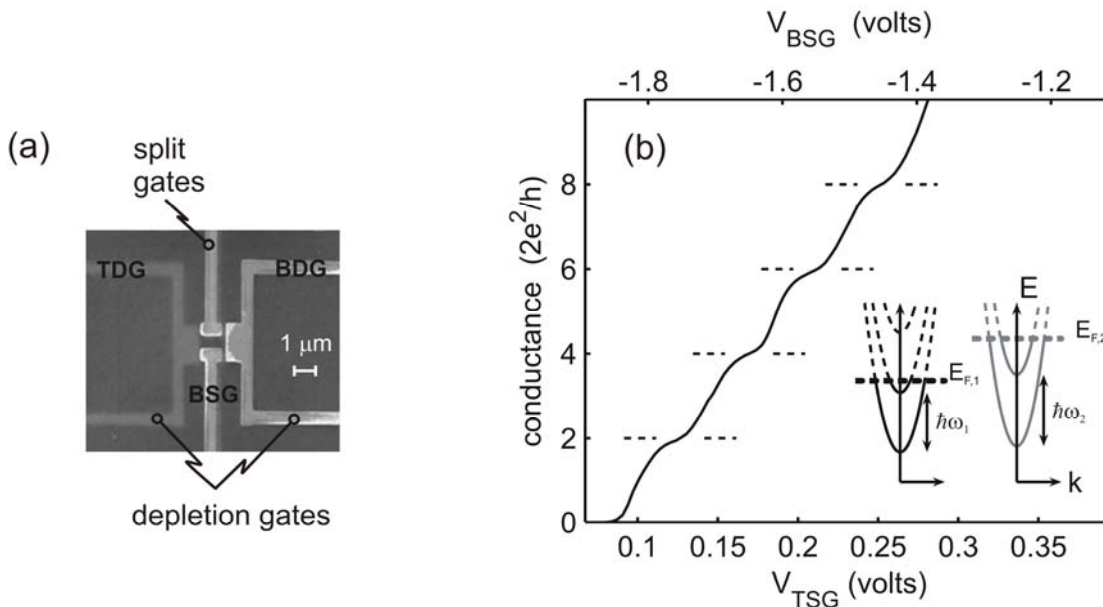 (a)
split
gates
TDG
BDG
1 μm
BSG
depletion gates
V_BSG (volts)
-1.8 -1.6 -1.4 -1.2
(b)
conductance (2e²/h)
8
6
4
2
0
E
E_F,1
E_F,2
ħω₁
ħω₂
k
0.1 0.15 0.2 0.25 0.3 0.35
V_TSG (volts)